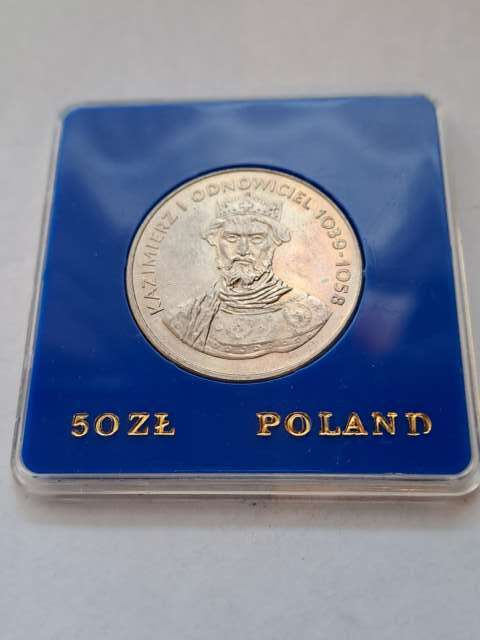 KAZIMIERZ I ODNOWICIEL 1039-1058
50 ZŁ POLAND